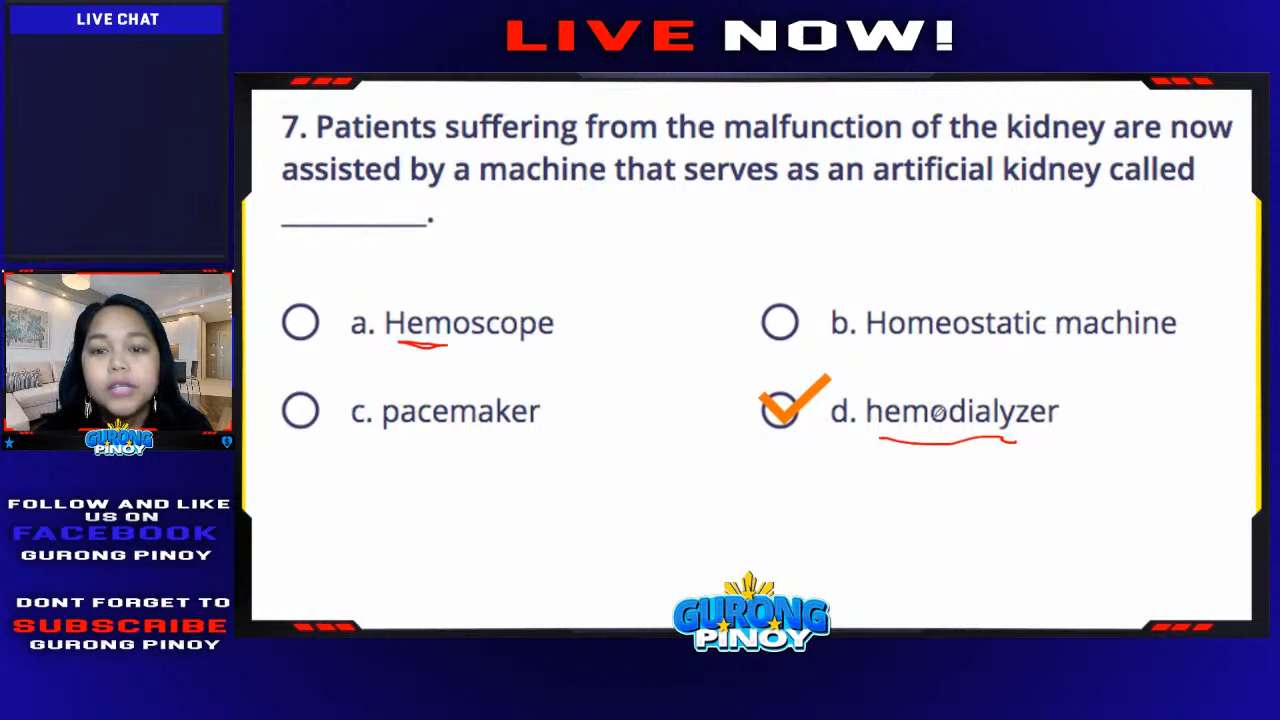 LIVE CHAT
LIVE NOW!
7. Patients suffering from the malfunction of the kidney are now
assisted by a machine that serves as an artificial kidney called
_________.
a. Hemoscope
b. Homeostatic machine
c. pacemaker
d. hemodialyzer
GURONG
PINOY
FOLLOW AND LIKE
US ON
FACEBOOK
GURONG PINOY
DONT FORGET TO
SUBSCRIBE
GURONG PINOY
GURONG
PINOY